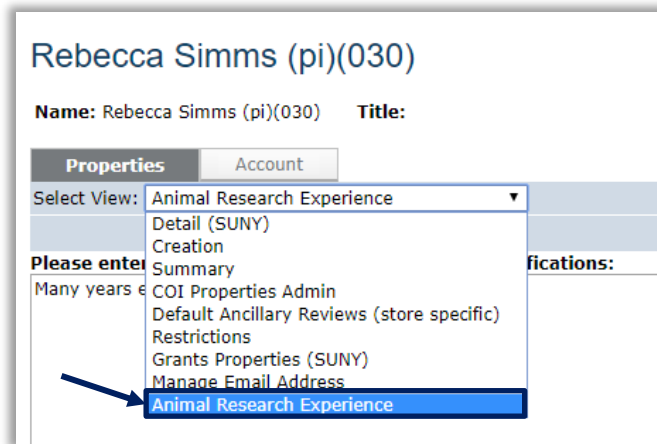 Rebecca Simms (pi)(030)
Name: Rebecca Simms (pi)(030) Title:
Properties Account
Select View: Animal Research Experience
Detail (SUNY)
Creation
Please enter Summary fications:
Many years e COI Properties Admin
Default Ancillary Reviews (store specific)
Restrictions
Grants Properties (SUNY)
Manage Email Address
Animal Research Experience